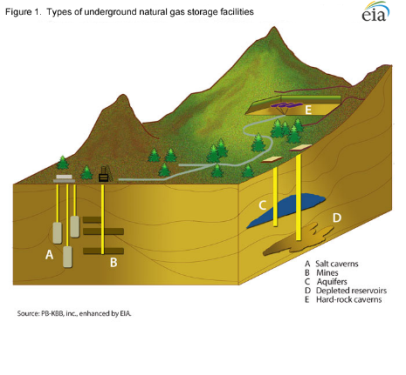 Figure 1. Types of underground natural gas storage facilities
eia
E
C
D
A
B
A Salt caverns
B Mines
C Aquifers
D Depleted reservoirs
E Hard-rock caverns
Source: PB-KBB, inc., enhanced by EIA.